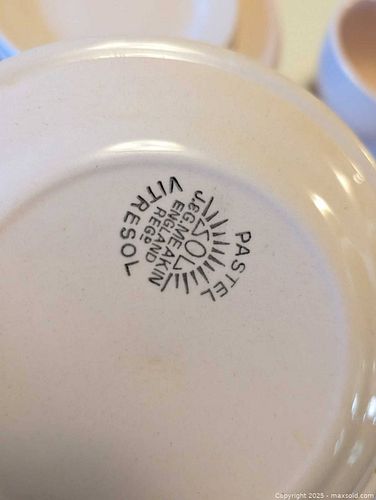 PASTEL
VITRESOL
SOL
J.&G. MEAKIN
ENGLAND
REGD
Copyright 2025 - maxsold.com